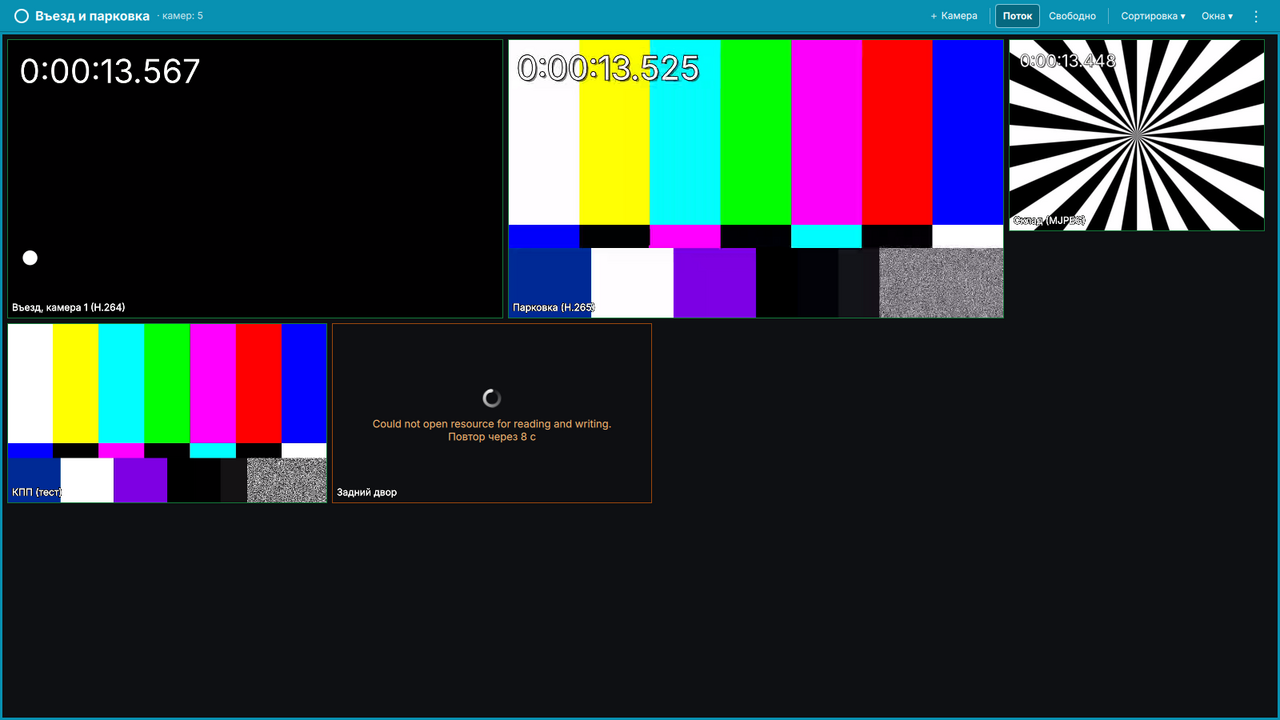 Въезд и парковка · камер: 5
+ Камера
Поток
Свободно
Сортировка ▾
Окна ▾
0:00:13.567
Въезд, камера 1 (H.264)
0:00:13.525
Парковка (H.265)
0:00:13.448
Склад (MJPEG)
КПП (тест)
Could not open resource for reading and writing.
Повтор через 8 с
Задний двор